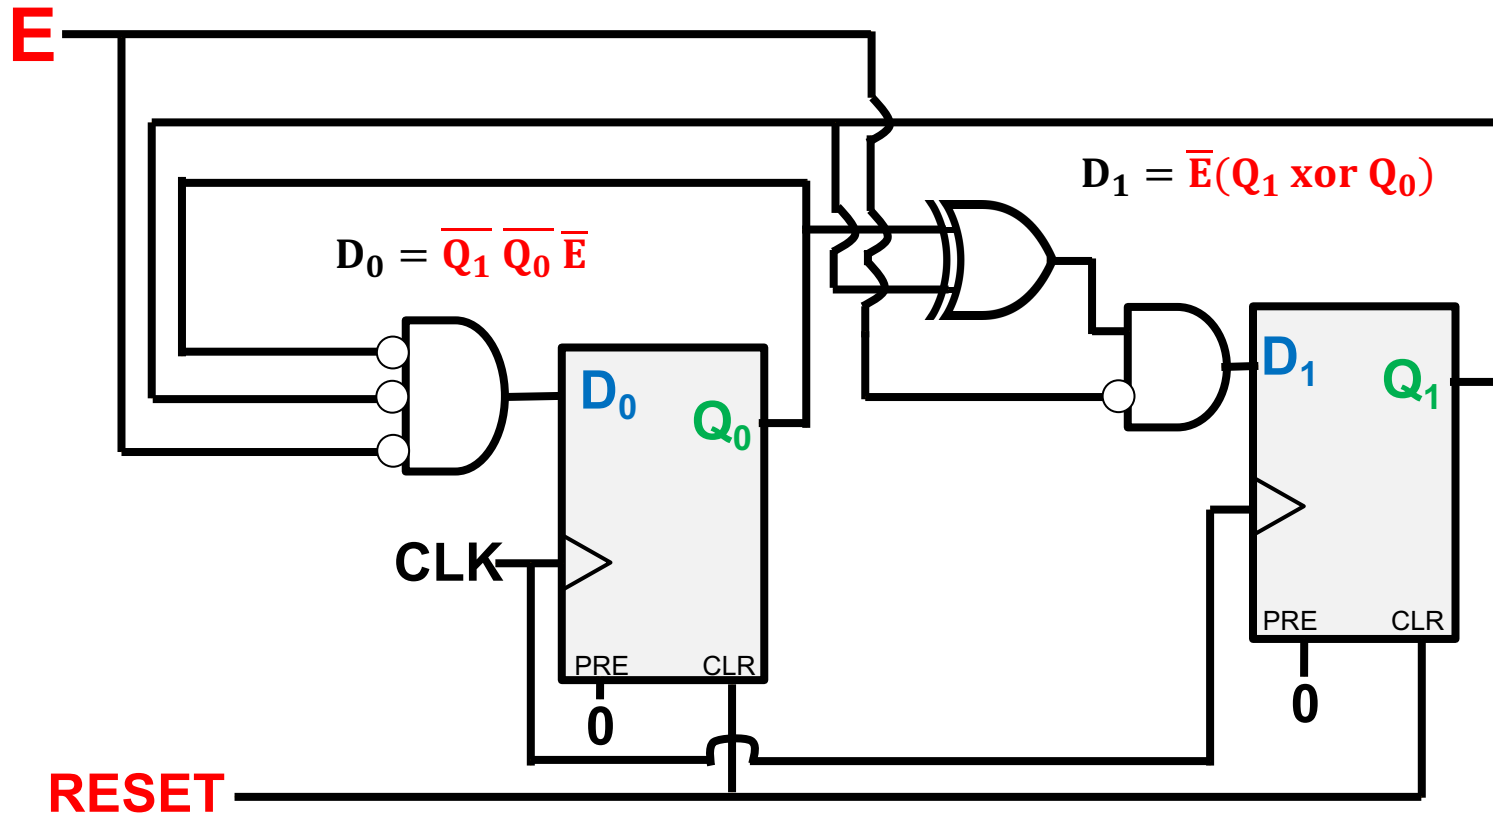 E
D₁ = E̅(Q₁ xor Q₀)
D₀ = Q̅₁ Q̅₀ E̅
D₀
Q₀
D₁
Q₁
CLK
PRE CLR
0
PRE CLR
0
RESET